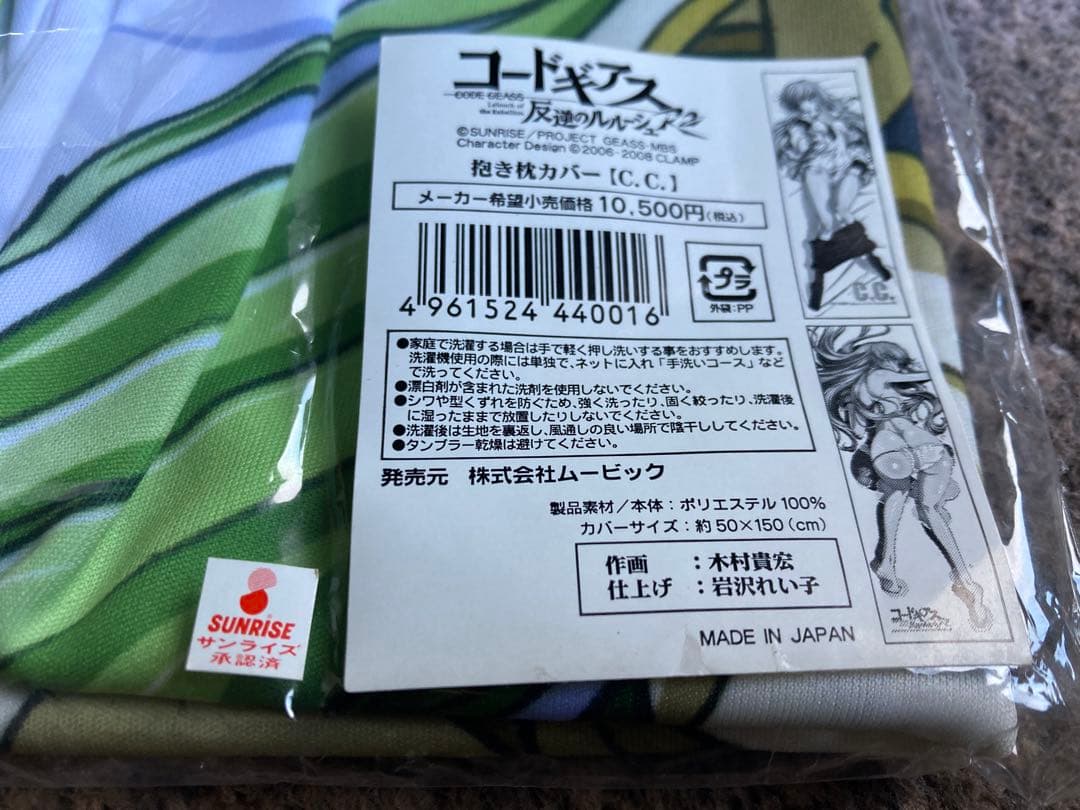 コードギアス
CODE GEASS
Lelouch of
the Rebellion
反逆のルルーシュR2
©SUNRISE/PROJECT GEASS・MBS
Character Design ©2006-2008 CLAMP
抱き枕カバー【C.C.】
メーカー希望小売価格 10,500円(税込)
4 961524 440016
プラ
外袋:PP
●家庭で洗濯する場合は手で軽く押し洗いする事をおすすめします。
洗濯機使用の際には単独で、ネットに入れ「手洗いコース」など
で洗ってください。
●漂白剤が含まれた洗剤を使用しないでください。
●シワや型くずれを防ぐため、強く洗ったり、固く絞ったり、洗濯後
に湿ったままで放置したりしないでください。
●洗濯後は生地を裏返し、風通しの良い場所で陰干ししてください。
●タンブラー乾燥は避けてください。
発売元 株式会社ムービック
製品素材/本体:ポリエステル100%
カバーサイズ:約50×150(cm)
作画 :木村貴宏
仕上げ :岩沢れい子
MADE IN JAPAN
C.C.
コードギアス
SUNRISE
サンライズ
承認済